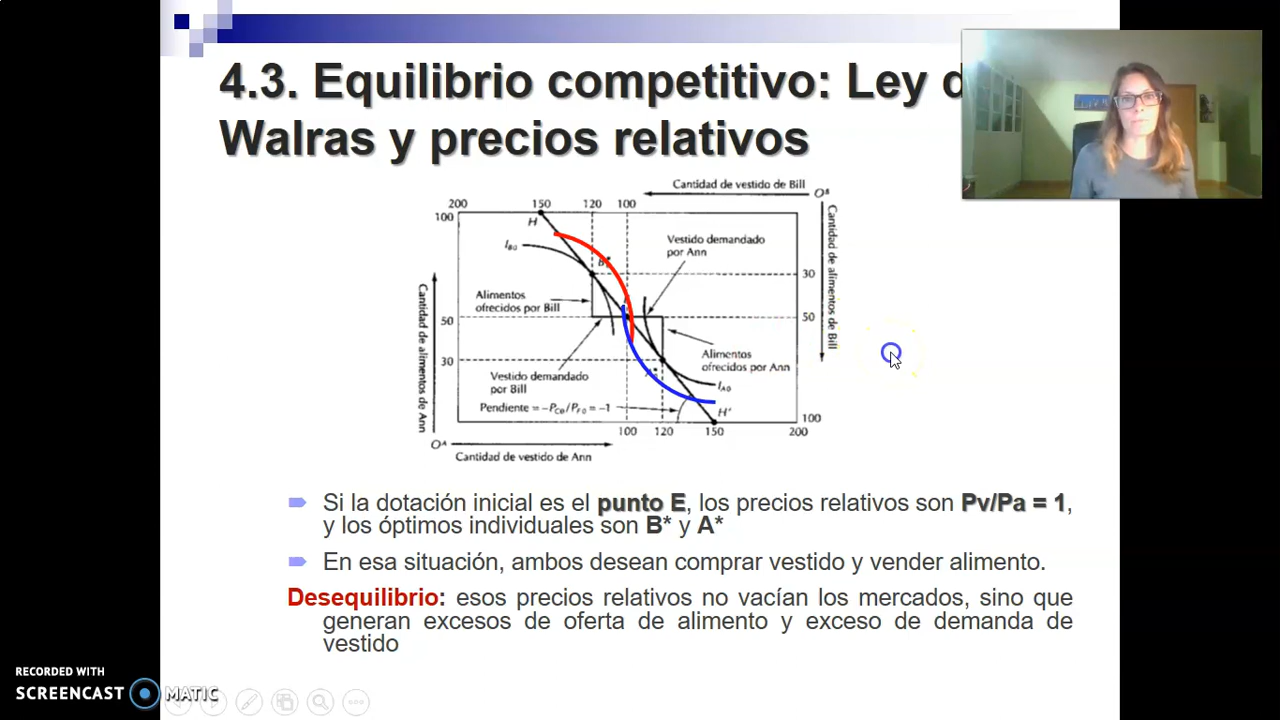 4.3. Equilibrio competitivo: Ley d
Walras y precios relativos
Cantidad de vestido de Bill
Oᴮ
200 150 120 100
100
H
I_B0
B*
Vestido demandado
por Ann
30
Alimentos
ofrecidos por Bill
50
50
Cantidad de alimentos de Ann
Cantidad de alimentos de Bill
30
Alimentos
ofrecidos por Ann
Vestido demandado
por Bill
I_A0
Pendiente = −P_C0/P_F0 = −1
H'
100
100 120 150 200
Oᴬ
Cantidad de vestido de Ann
Si la dotación inicial es el punto E, los precios relativos son Pv/Pa = 1,
y los óptimos individuales son B* y A*
En esa situación, ambos desean comprar vestido y vender alimento.
Desequilibrio: esos precios relativos no vacían los mercados, sino que
generan excesos de oferta de alimento y exceso de demanda de
vestido
RECORDED WITH
SCREENCAST MATIC